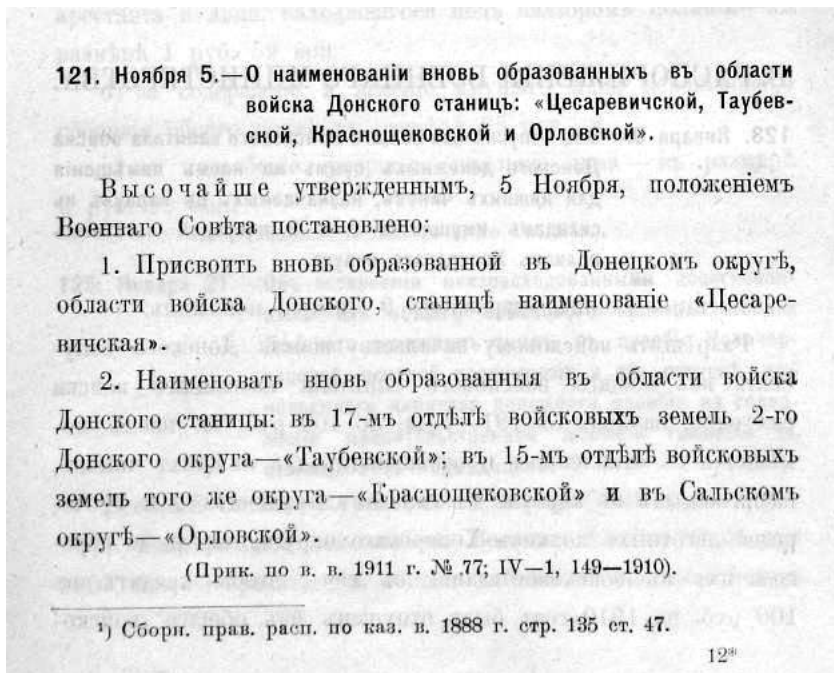 121. Ноября 5.—О наименованіи вновь образованныхъ въ области
войска Донского станицъ: «Цесаревичской, Таубев-
ской, Краснощековской и Орловской».
Высочайше утвержденнымъ, 5 Ноября, положеніемъ
Военнаго Совѣта постановлено:
1. Присвоить вновь образованной въ Донецкомъ округѣ,
области войска Донского, станицѣ наименованіе «Цесаре-
вичская».
2. Наименовать вновь образованныя въ области войска
Донского станицы: въ 17-мъ отдѣлѣ войсковыхъ земель 2-го
Донского округа—«Таубевской»; въ 15-мъ отдѣлѣ войсковыхъ
земель того же округа—«Краснощековской» и въ Сальскомъ
округѣ—«Орловской».
(Прик. по в. в. 1911 г. № 77; IV—1, 149—1910).
¹) Сборн. прав. расп. по каз. в. 1888 г. стр. 135 ст. 47.
12*